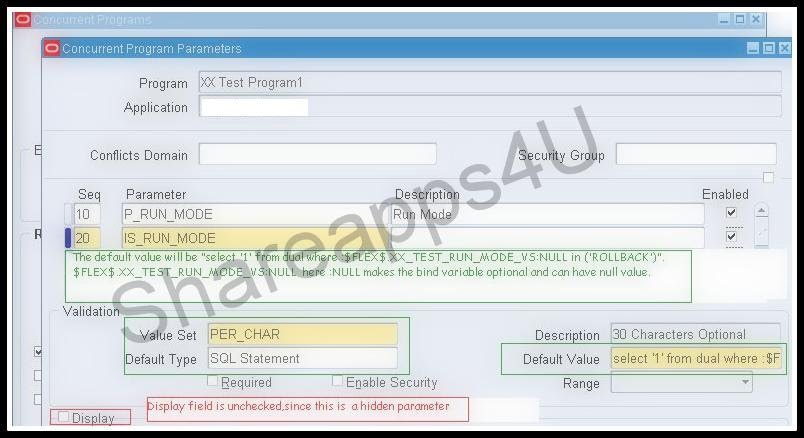 Concurrent Programs
Concurrent Program Parameters
Program XX Test Program1
Application
Conflicts Domain Security Group
Seq Parameter Description Enabled
10 P_RUN_MODE Run Mode
20 IS_RUN_MODE
The default value will be "select '1' from dual where :$FLEX$.XX_TEST_RUN_MODE_VS:NULL in ('ROLLBACK')".
$FLEX$.XX_TEST_RUN_MODE_VS:NULL here :NULL makes the bind variable optional and can have null value.
Validation
Value Set PER_CHAR Description 30 Characters Optional
Default Type SQL Statement Default Value select '1' from dual where :$F
Required Enable Security Range
Display field is unchecked,since this is a hidden parameter
Display
Shareapps4U